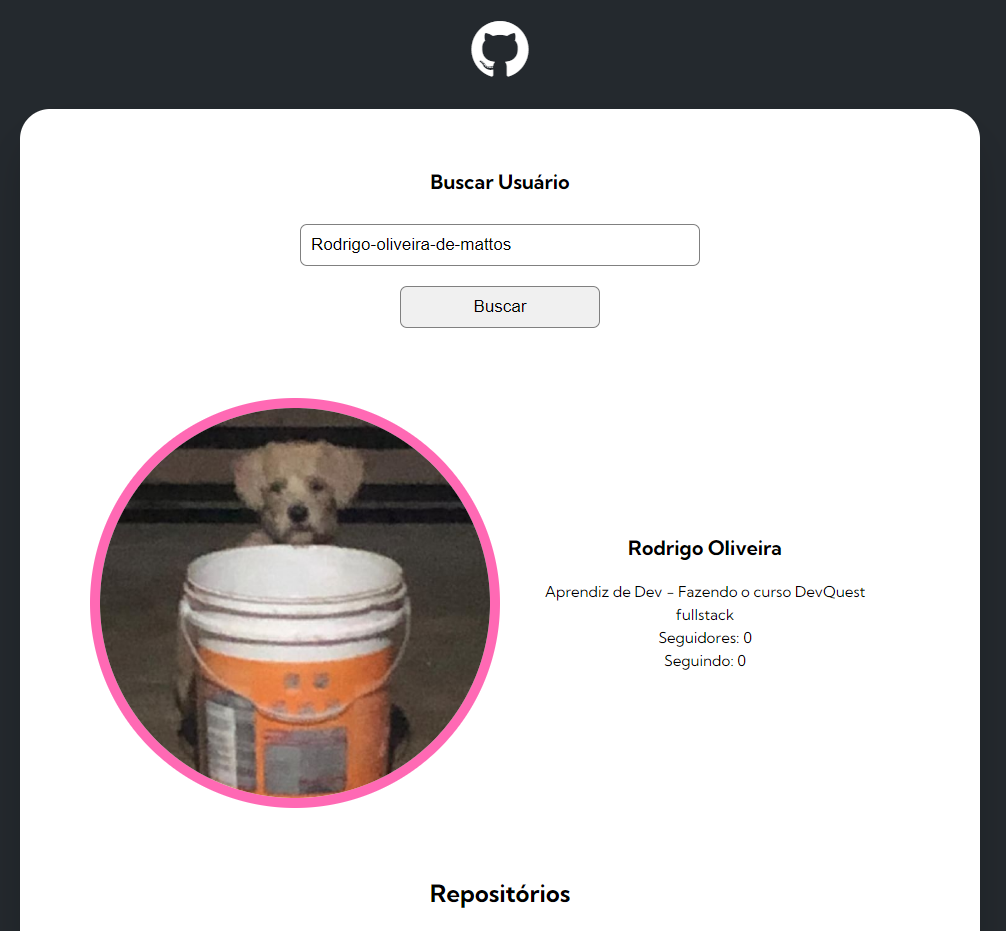 Buscar Usuário
Rodrigo-oliveira-de-mattos
Buscar
Rodrigo Oliveira
Aprendiz de Dev - Fazendo o curso DevQuest
fullstack
Seguidores: 0
Seguindo: 0
Repositórios